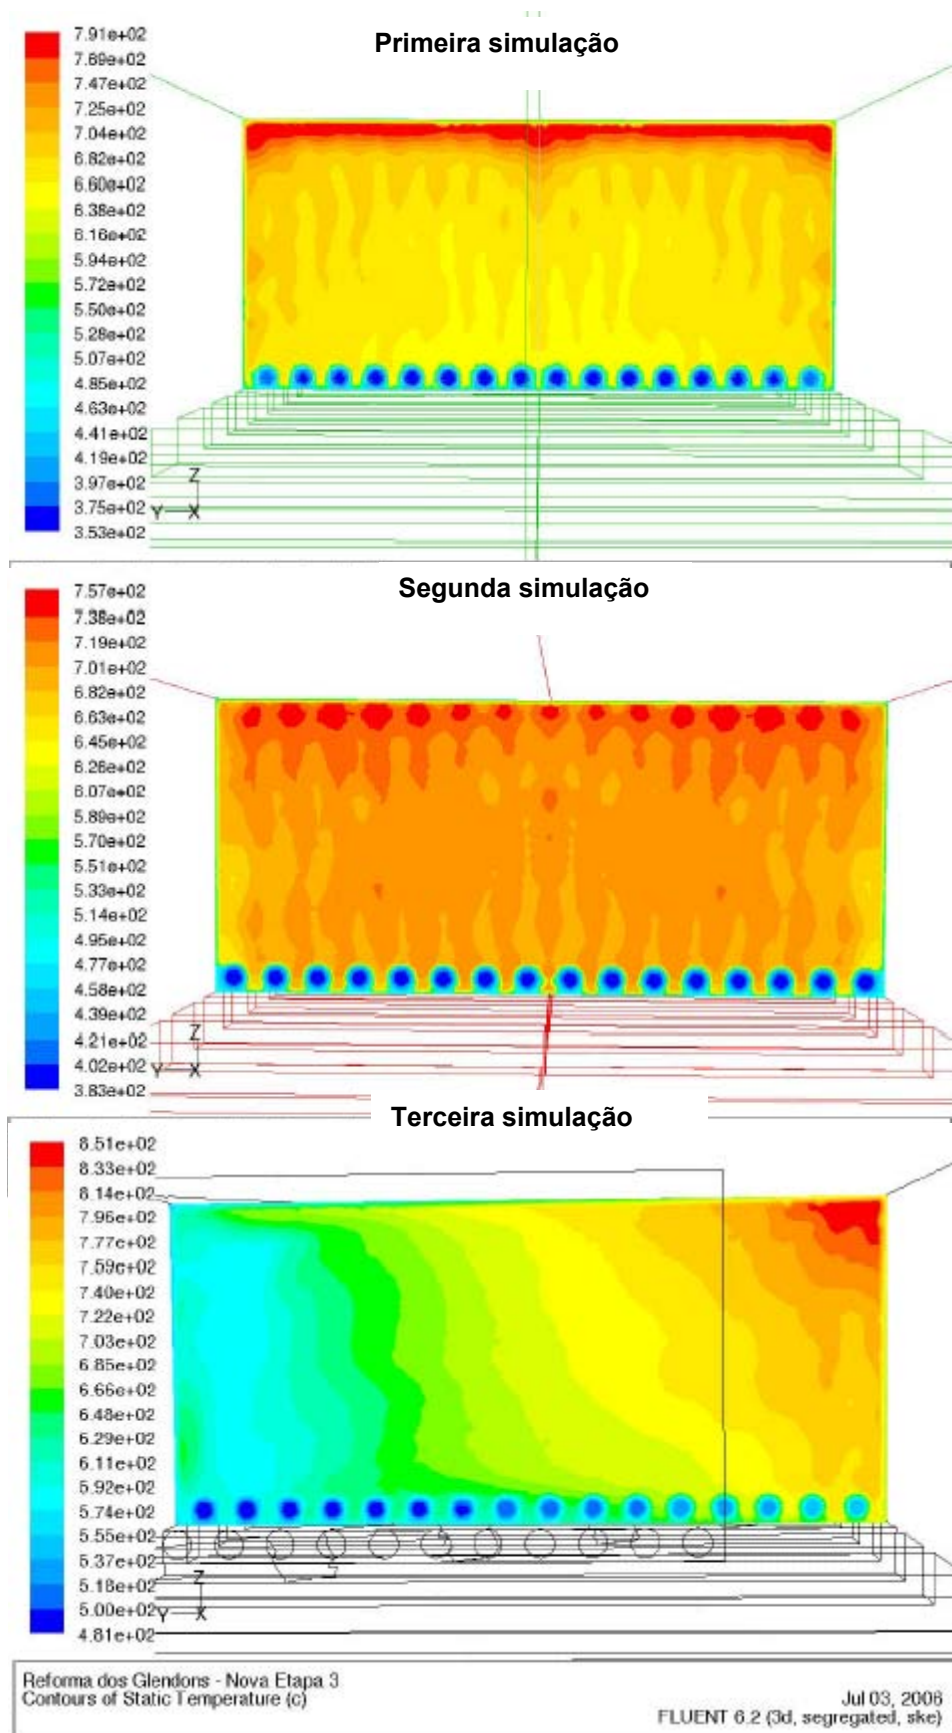 Primeira simulação
7.91e+02
7.69e+02
7.47e+02
7.25e+02
7.04e+02
6.82e+02
6.60e+02
6.38e+02
6.16e+02
5.94e+02
5.72e+02
5.50e+02
5.28e+02
5.07e+02
4.85e+02
4.63e+02
4.41e+02
4.19e+02
3.97e+02
3.75e+02
3.53e+02
Z
Y X
Segunda simulação
7.57e+02
7.38e+02
7.19e+02
7.01e+02
6.82e+02
6.63e+02
6.45e+02
6.26e+02
6.07e+02
5.89e+02
5.70e+02
5.51e+02
5.33e+02
5.14e+02
4.95e+02
4.77e+02
4.58e+02
4.39e+02
4.21e+02
4.02e+02
3.83e+02
Z
Y X
Terceira simulação
8.51e+02
8.33e+02
8.14e+02
7.96e+02
7.77e+02
7.59e+02
7.40e+02
7.22e+02
7.03e+02
6.85e+02
6.66e+02
6.48e+02
6.29e+02
6.11e+02
5.92e+02
5.74e+02
5.55e+02
5.37e+02
5.18e+02
5.00e+02
4.81e+02
Z
Y X
Reforma dos Glendons - Nova Etapa 3
Contours of Static Temperature (c)
Jul 03, 2006
FLUENT 6.2 (3d, segregated, ske)